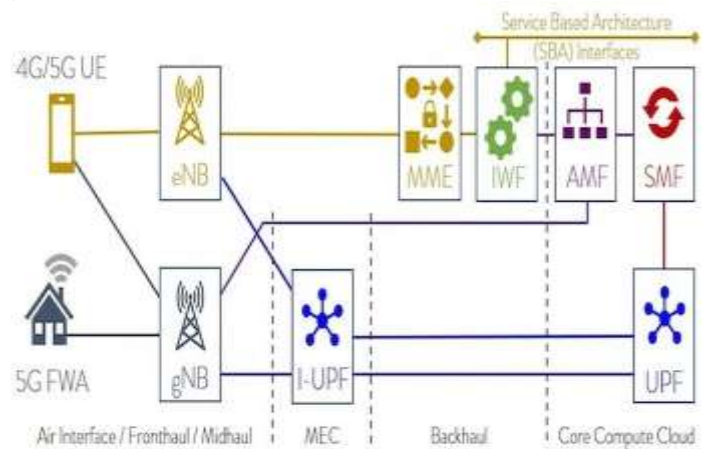 Service Based Architecture
(SBA) Interfaces
4G/5G UE
eNB
MME
IWF
AMF
SMF
5G FWA
gNB
I-UPF
UPF
Air Interface / Fronthaul / Midhaul
MEC
Backhaul
Core Compute Cloud